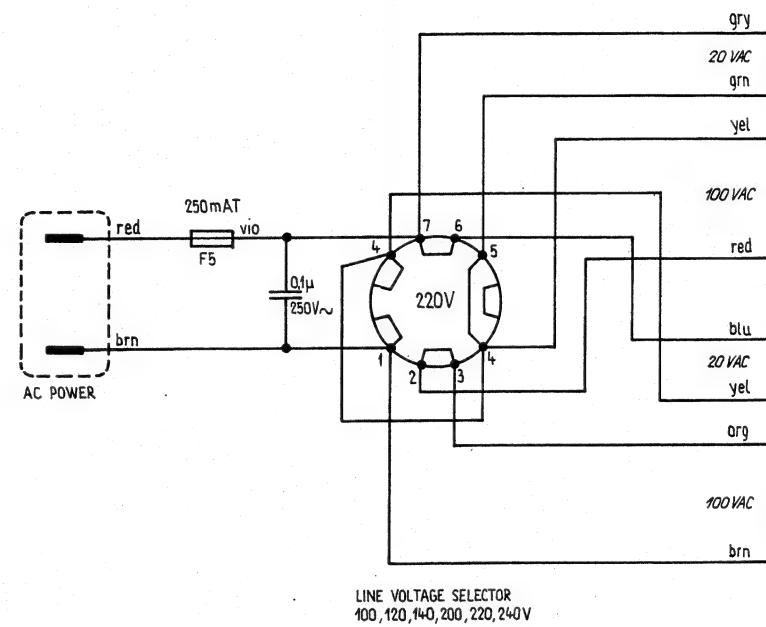 gry
20 VAC
grn
yel
100 VAC
250mAT
red
vio
F5
7
6
4
5
red
0,1µ
250V~
220V
brn
1
4
2
3
blu
20 VAC
AC POWER
yel
org
100 VAC
brn
LINE VOLTAGE SELECTOR
100, 120, 140, 200, 220, 240V